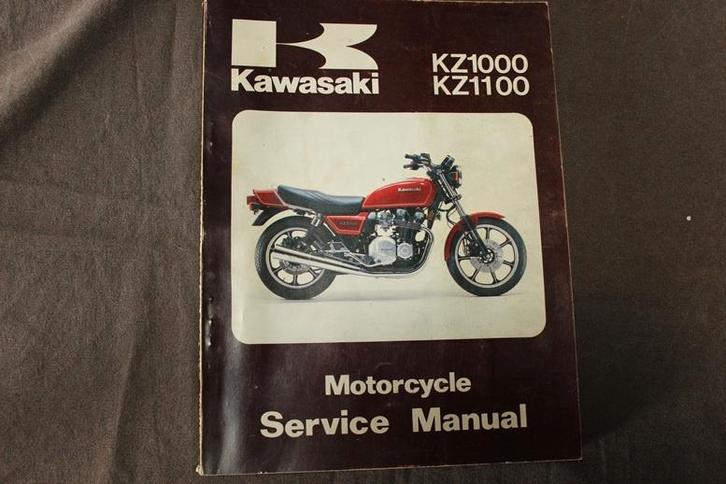 Kawasaki
KZ1000
KZ1100
Kawasaki
Motorcycle
Service Manual